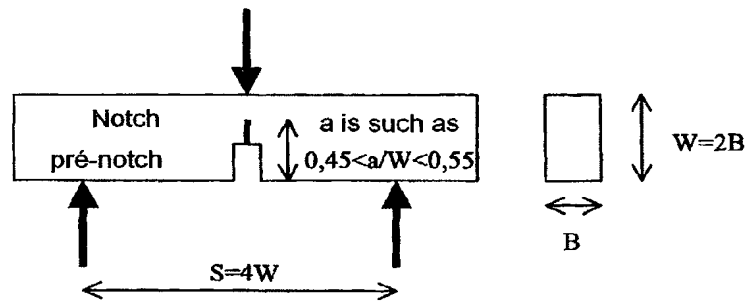 Notch
a is such as
pré-notch
0,45<a/W<0,55
W=2B
B
S=4W